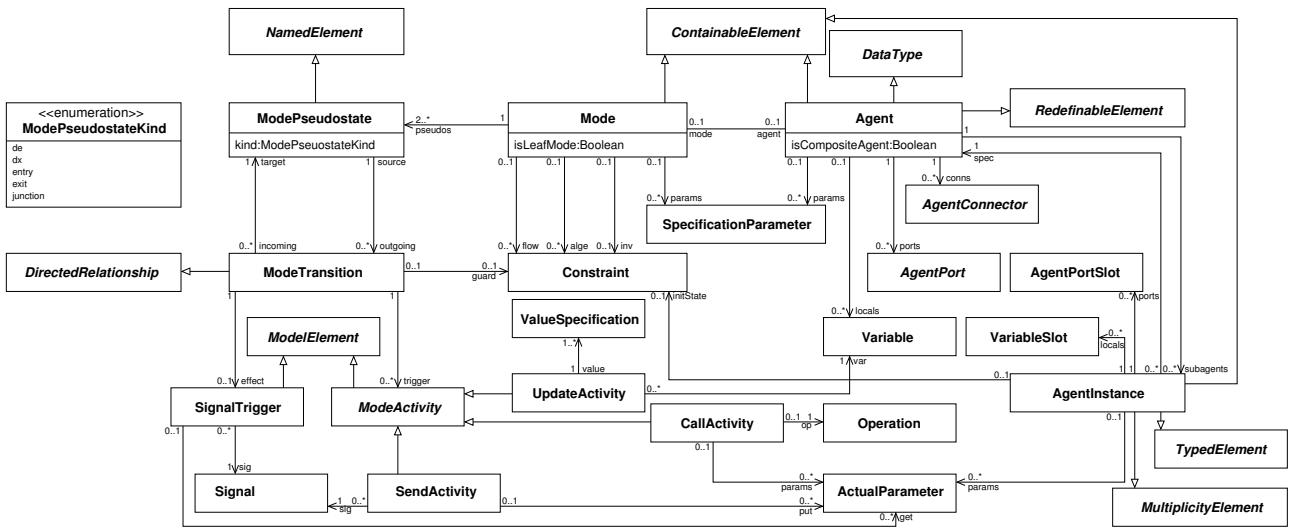 NamedElement
ContainableElement
DataType
<<enumeration>>
ModePseudostateKind
de
dx
entry
exit
junction
ModePseudostate
kind:ModePseuostateKind
2..*
pseudos
1
Mode
isLeafMode:Boolean
0..1
mode
0..1
agent
Agent
isCompositeAgent:Boolean
RedefinableElement
1
1
spec
1
target
1
source
0..1
0..1
0..1
0..1
0..1
0..1
1
1
0..*
conns
AgentConnector
0..*
params
0..*
params
SpecificationParameter
0..*
incoming
0..*
outgoing
0..*
flow
0..*
alge
0..1
inv
0..*
ports
DirectedRelationship
ModeTransition
0..1
0..1
guard
Constraint
AgentPort
AgentPortSlot
1
1
0..1
initState
0..*
ports
ModelElement
ValueSpecification
0..*
locals
Variable
VariableSlot
0..*
locals
1..*
1
var
0..1
effect
0..*
trigger
1
value
0..1
1
1
0..*
0..*
subagents
SignalTrigger
ModeActivity
UpdateActivity
0..*
AgentInstance
0..1
0..*
CallActivity
0..1
1
op
Operation
0..1
0..1
TypedElement
1
sig
Signal
1
sig
0..*
SendActivity
0..1
0..*
params
0..*
put
ActualParameter
0..*
params
MultiplicityElement
0..*
get